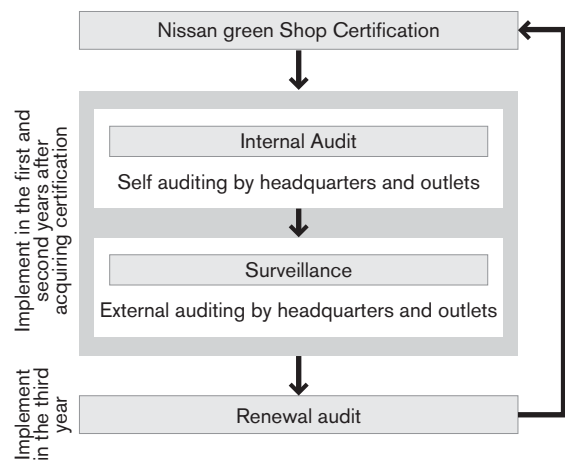 Nissan green Shop Certification
Implement in the first and
second years after
acquiring certification
Internal Audit
Self auditing by headquarters and outlets
Surveillance
External auditing by headquarters and outlets
Implement
in the third
year
Renewal audit